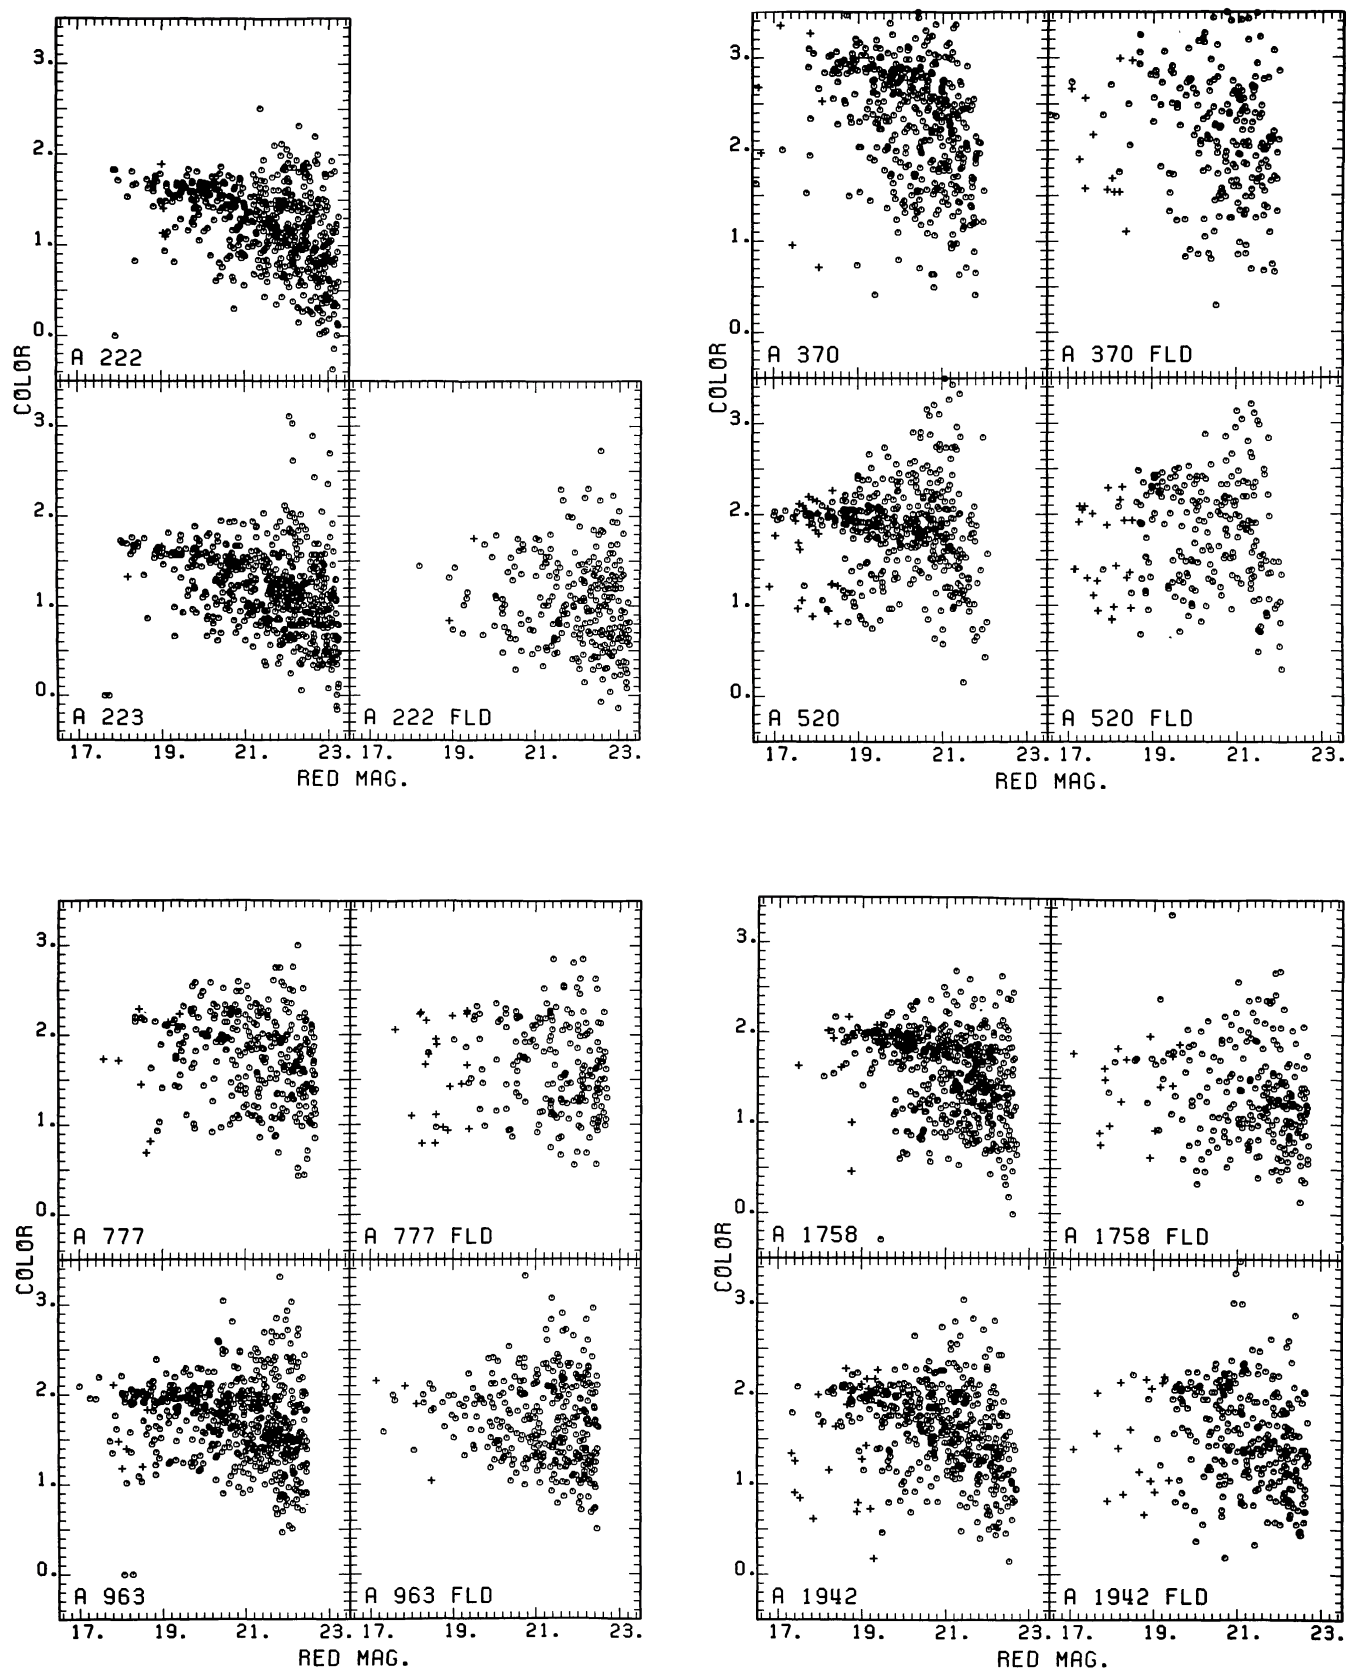 3.
2.
1.
0.
COLOR
A 222
3.
2.
1.
0.
A 223
A 222 FLD
17. 19. 21. 23. 17. 19. 21. 23.
RED MAG.
3.
2.
1.
0.
COLOR
A 370
A 370 FLD
3.
2.
1.
0.
A 520
A 520 FLD
17. 19. 21. 23. 17. 19. 21. 23.
RED MAG.
3.
2.
1.
0.
COLOR
A 777
A 777 FLD
3.
2.
1.
0.
A 963
A 963 FLD
17. 19. 21. 23. 17. 19. 21. 23.
RED MAG.
3.
2.
1.
0.
COLOR
A 1758
A 1758 FLD
3.
2.
1.
0.
A 1942
A 1942 FLD
17. 19. 21. 23. 17. 19. 21. 23.
RED MAG.